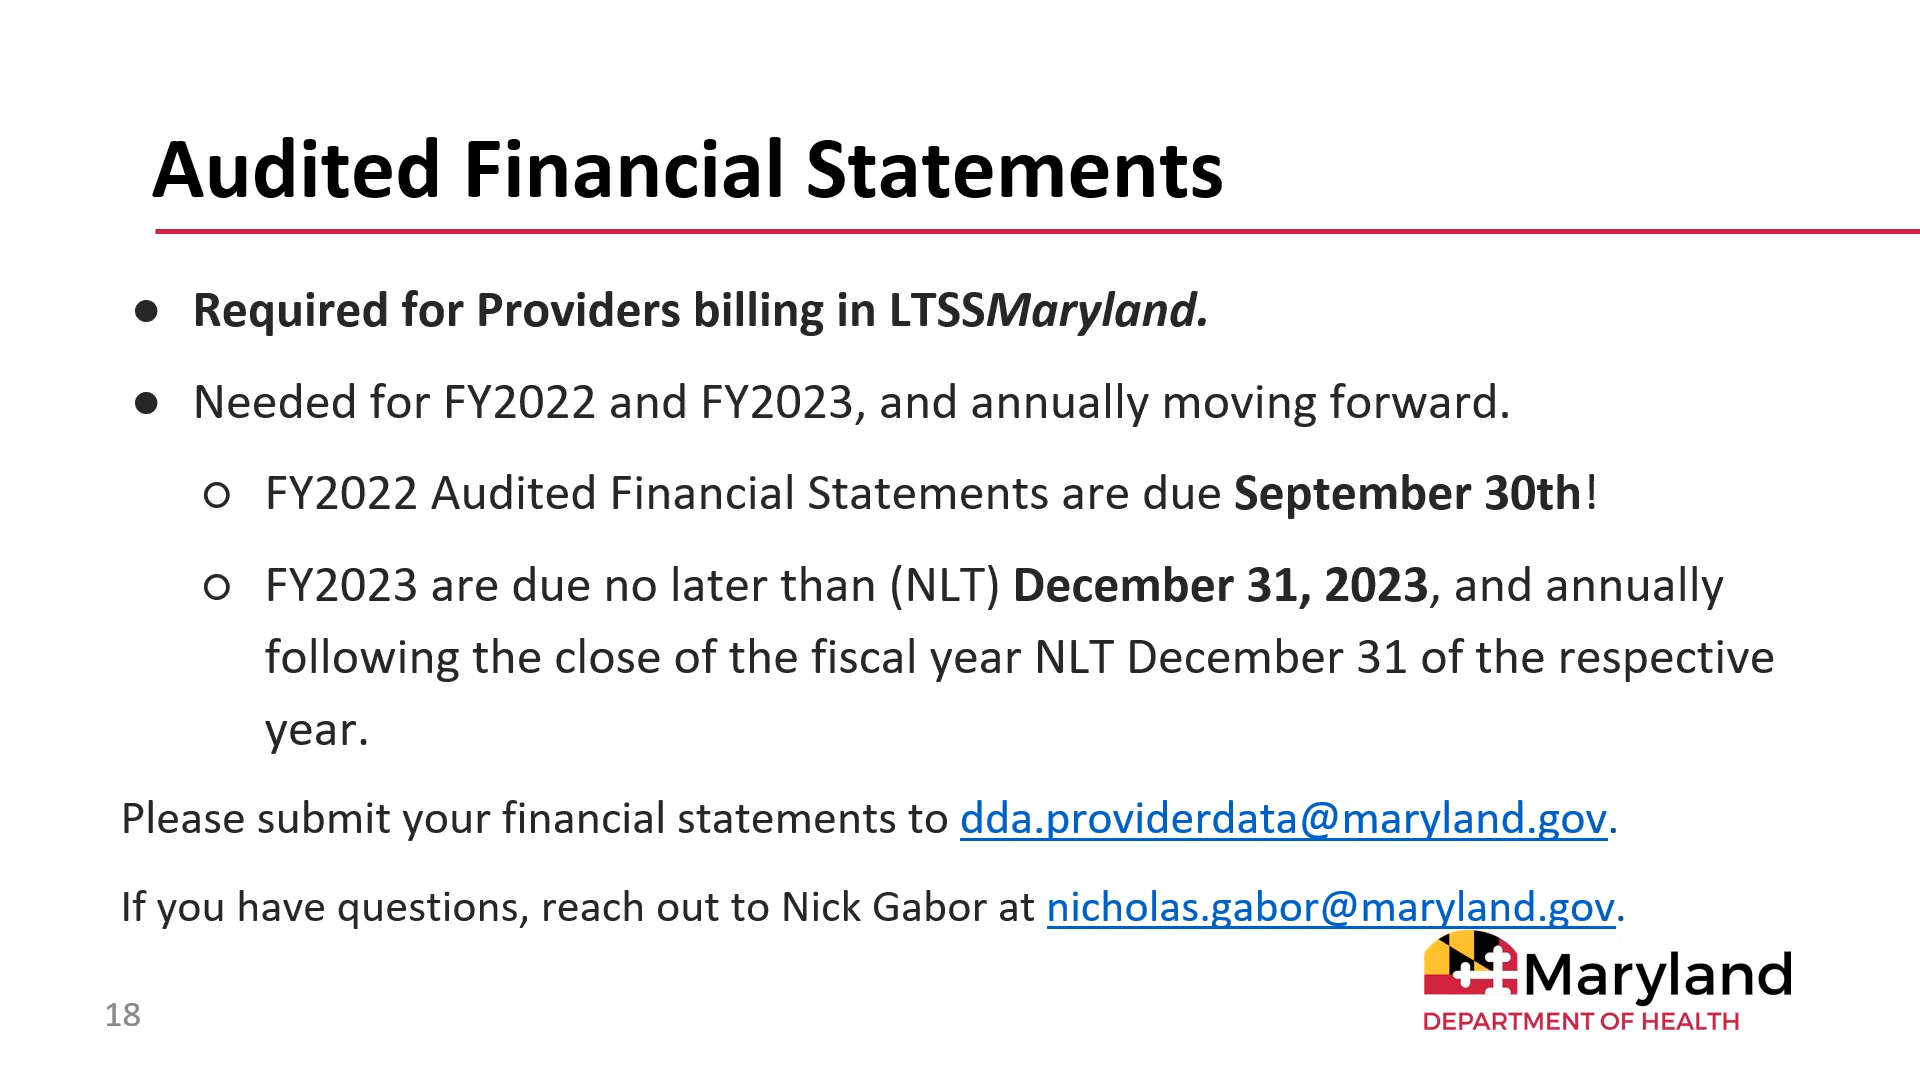 Audited Financial Statements
● Required for Providers billing in LTSSMaryland.
● Needed for FY2022 and FY2023, and annually moving forward.
○ FY2022 Audited Financial Statements are due September 30th!
○ FY2023 are due no later than (NLT) December 31, 2023, and annually
following the close of the fiscal year NLT December 31 of the respective
year.
Please submit your financial statements to dda.providerdata@maryland.gov.
If you have questions, reach out to Nick Gabor at nicholas.gabor@maryland.gov.
Maryland
DEPARTMENT OF HEALTH
18